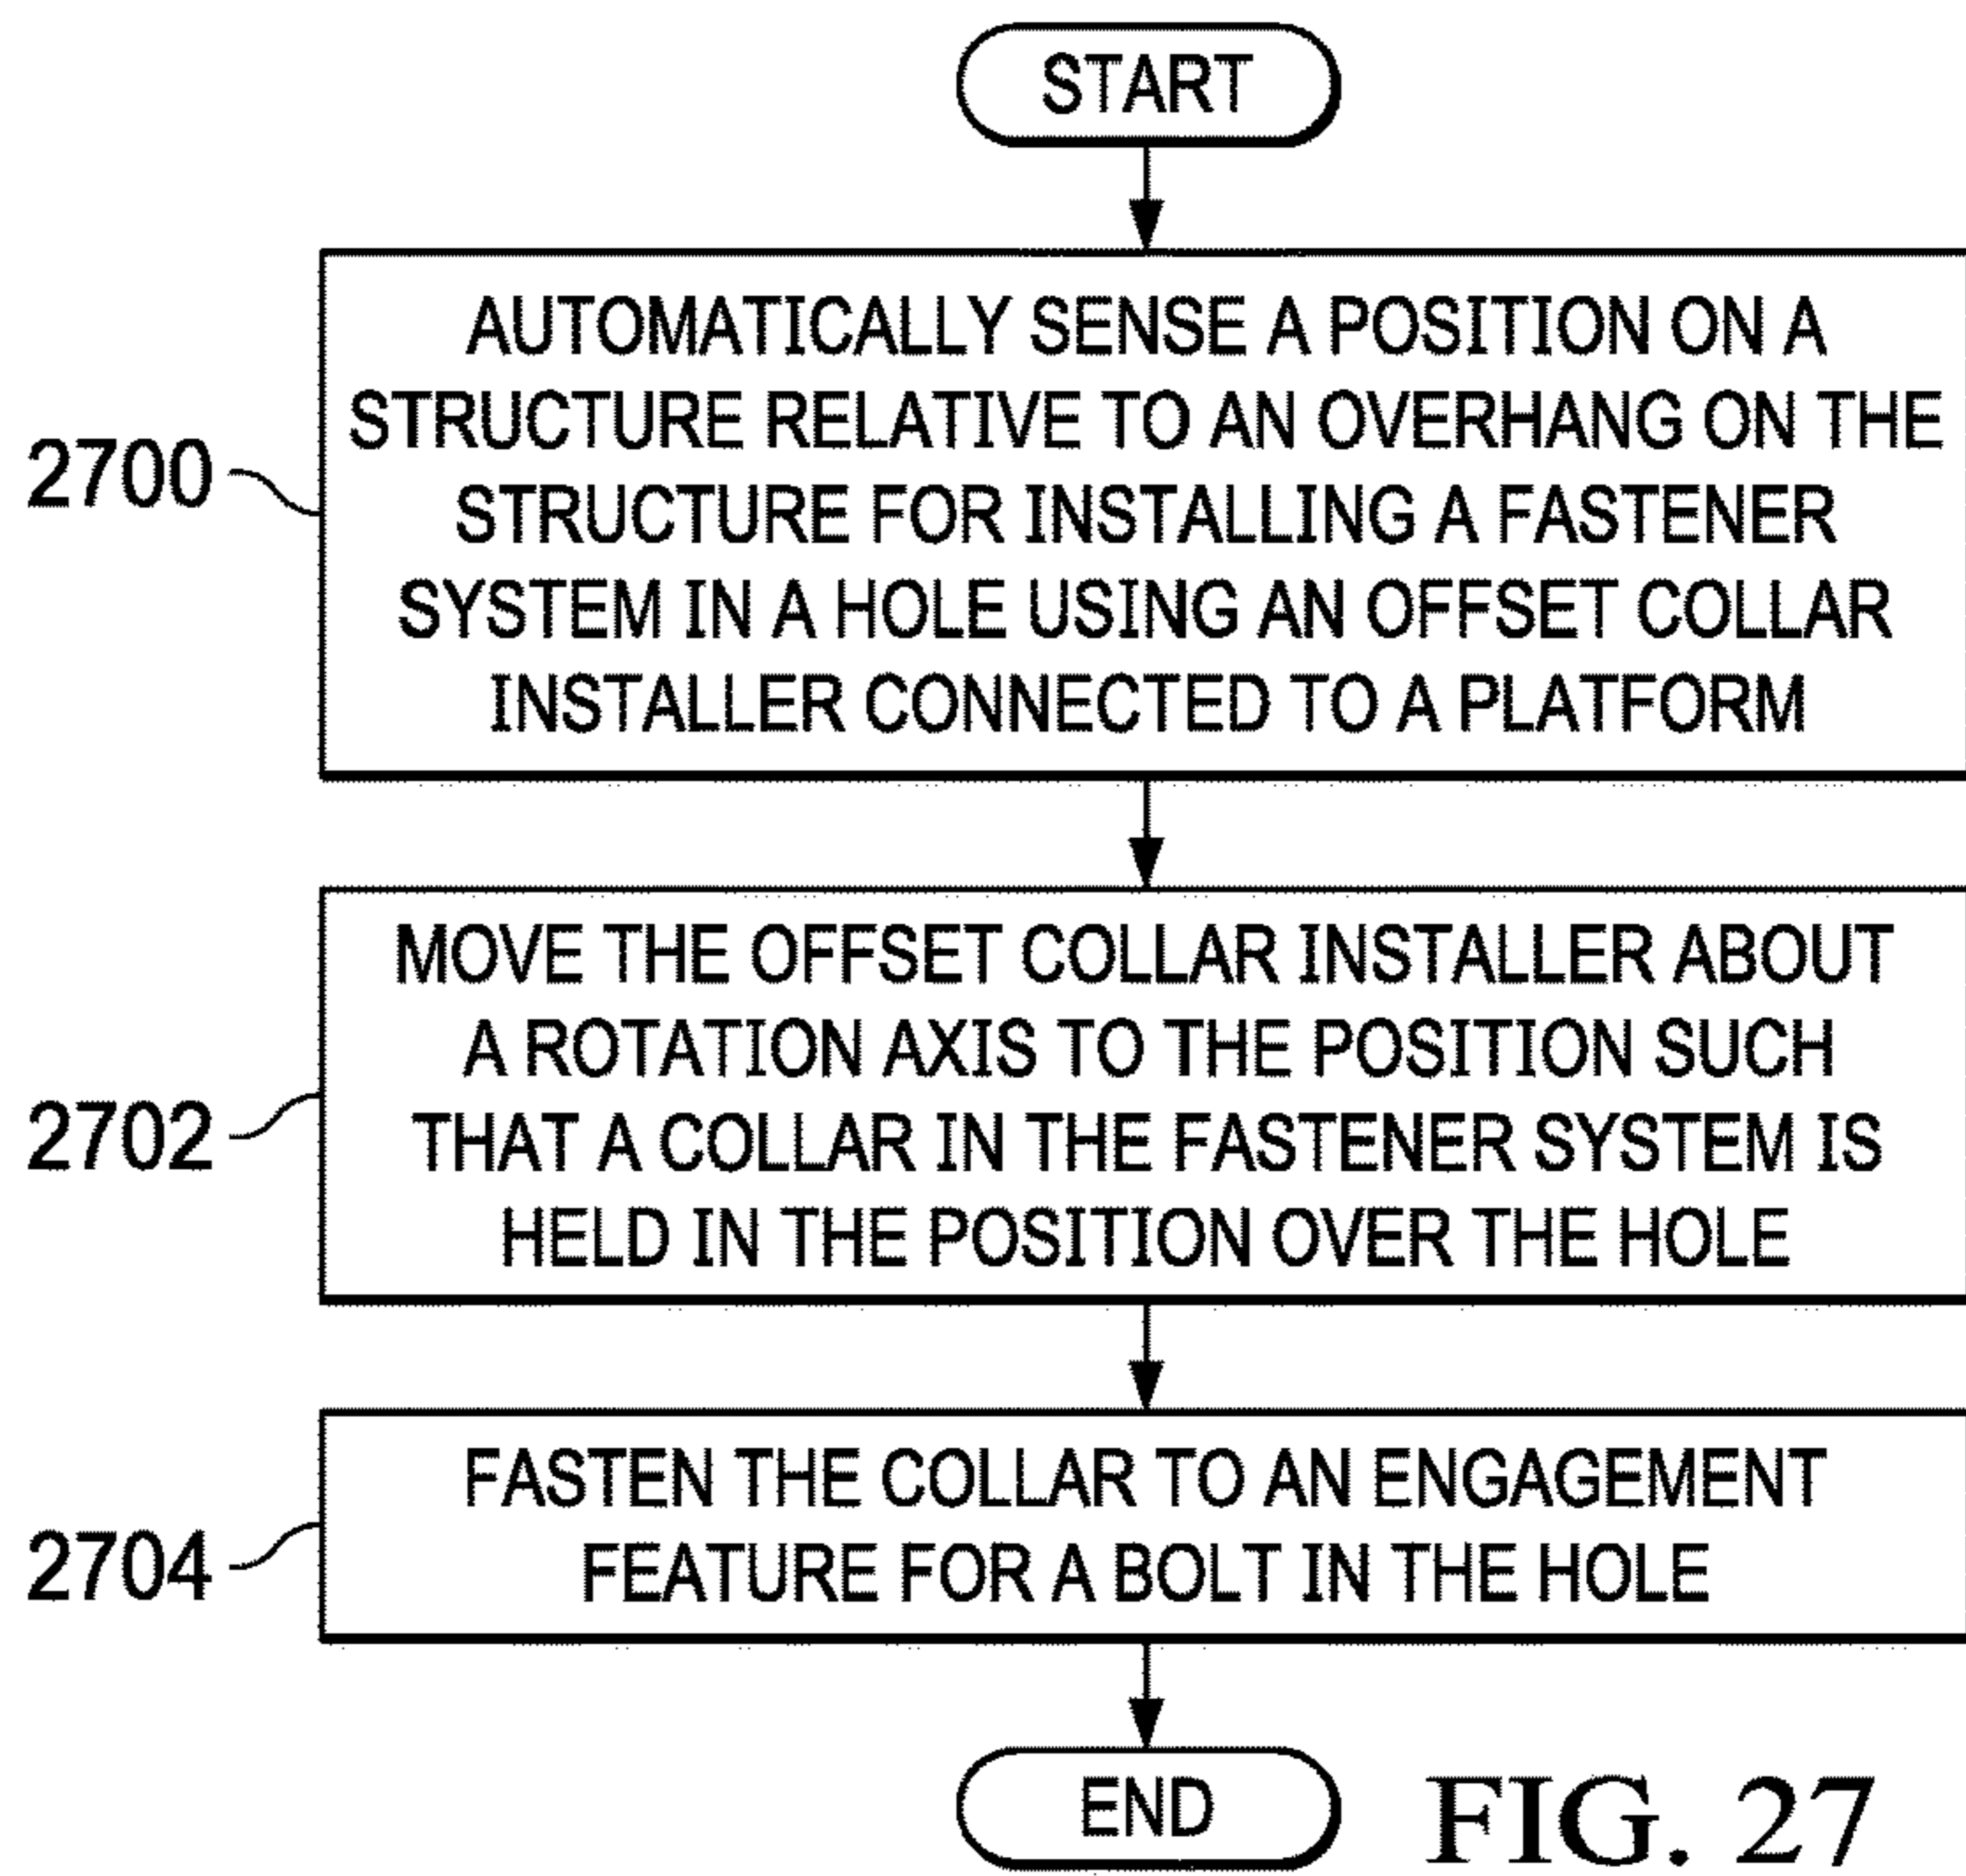 START
AUTOMATICALLY SENSE A POSITION ON A
STRUCTURE RELATIVE TO AN OVERHANG ON THE
2700
STRUCTURE FOR INSTALLING A FASTENER
SYSTEM IN A HOLE USING AN OFFSET COLLAR
INSTALLER CONNECTED TO A PLATFORM
MOVE THE OFFSET COLLAR INSTALLER ABOUT
A ROTATION AXIS TO THE POSITION SUCH
2702
THAT A COLLAR IN THE FASTENER SYSTEM IS
HELD IN THE POSITION OVER THE HOLE
FASTEN THE COLLAR TO AN ENGAGEMENT
2704
FEATURE FOR A BOLT IN THE HOLE
END
FIG. 27